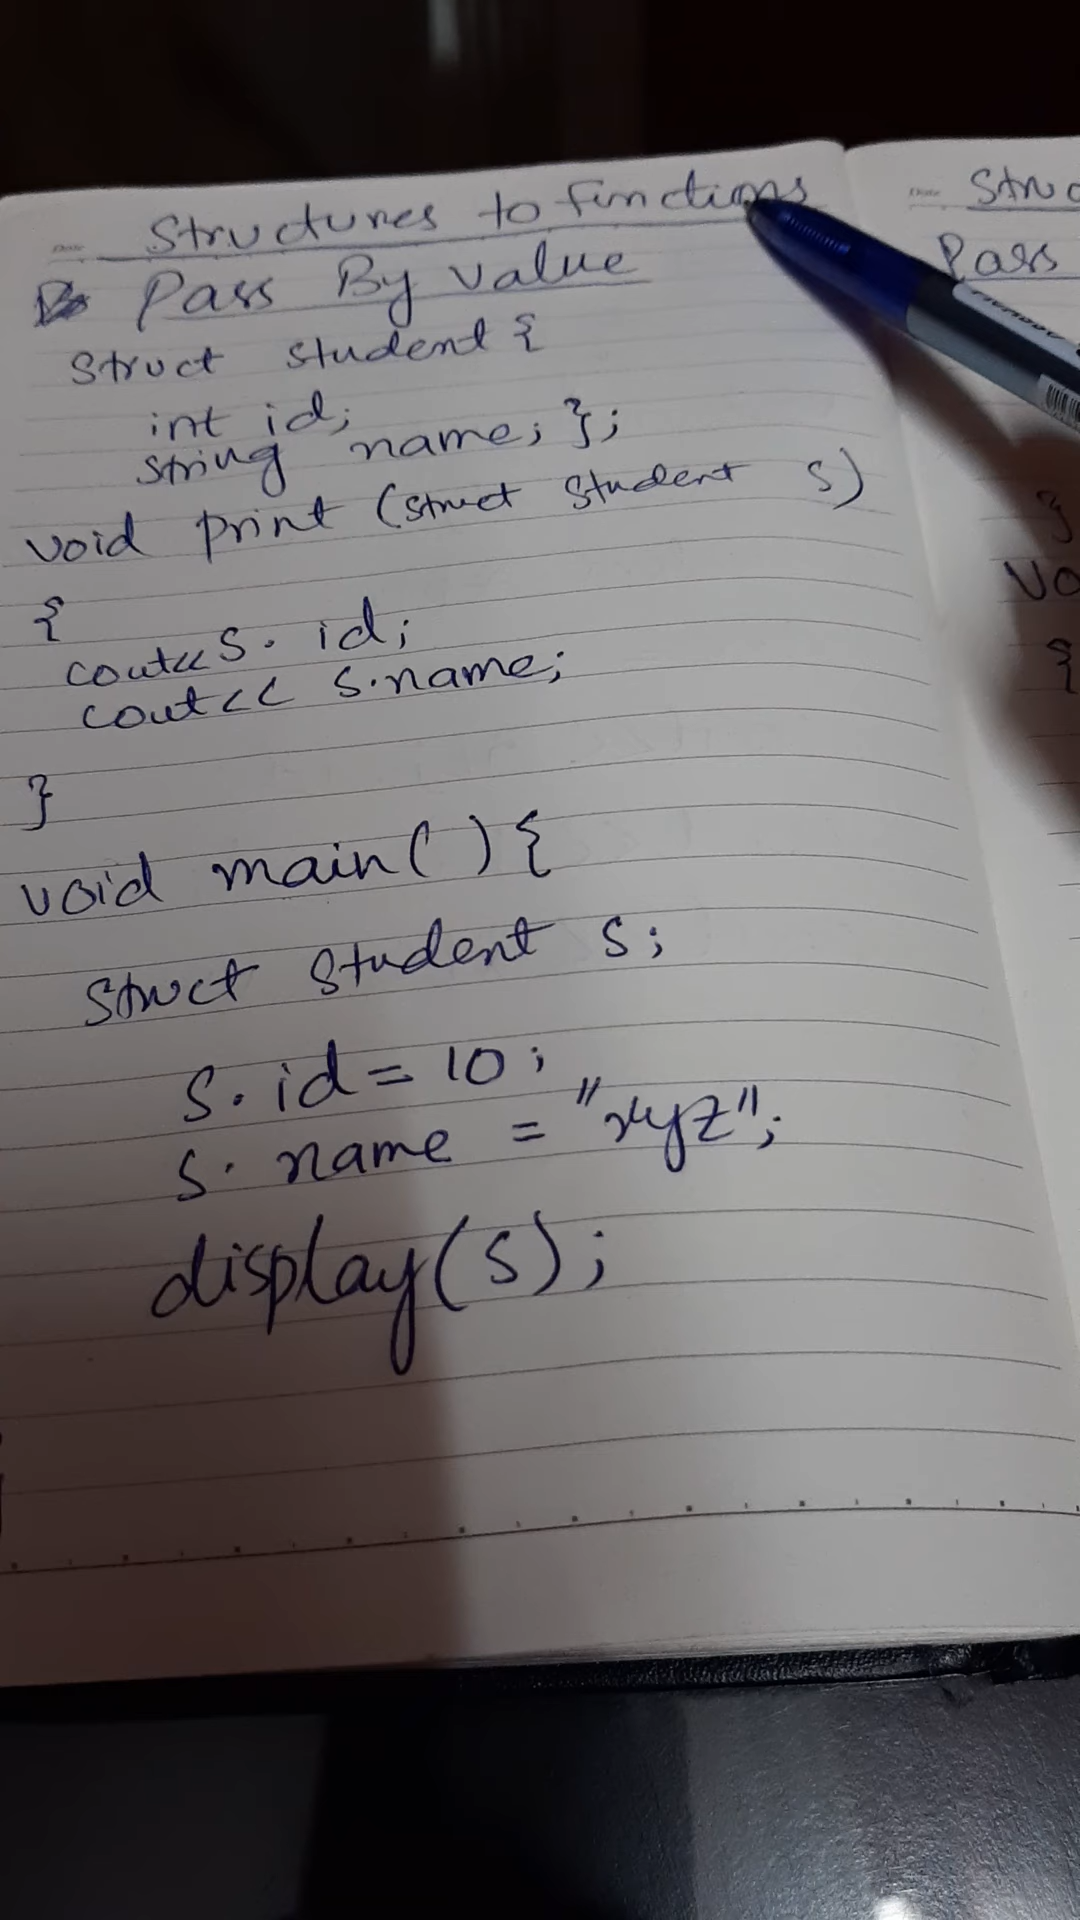 Structures to functions
Pass By value
Struct student {
int id;
string name; };
void print (struct student s)
{
cout<< s. id;
cout<< s.name;
}
void main( ) {
struct student s;
s. id = 10;
s. name = "xyz";
display(s);
Pass
{